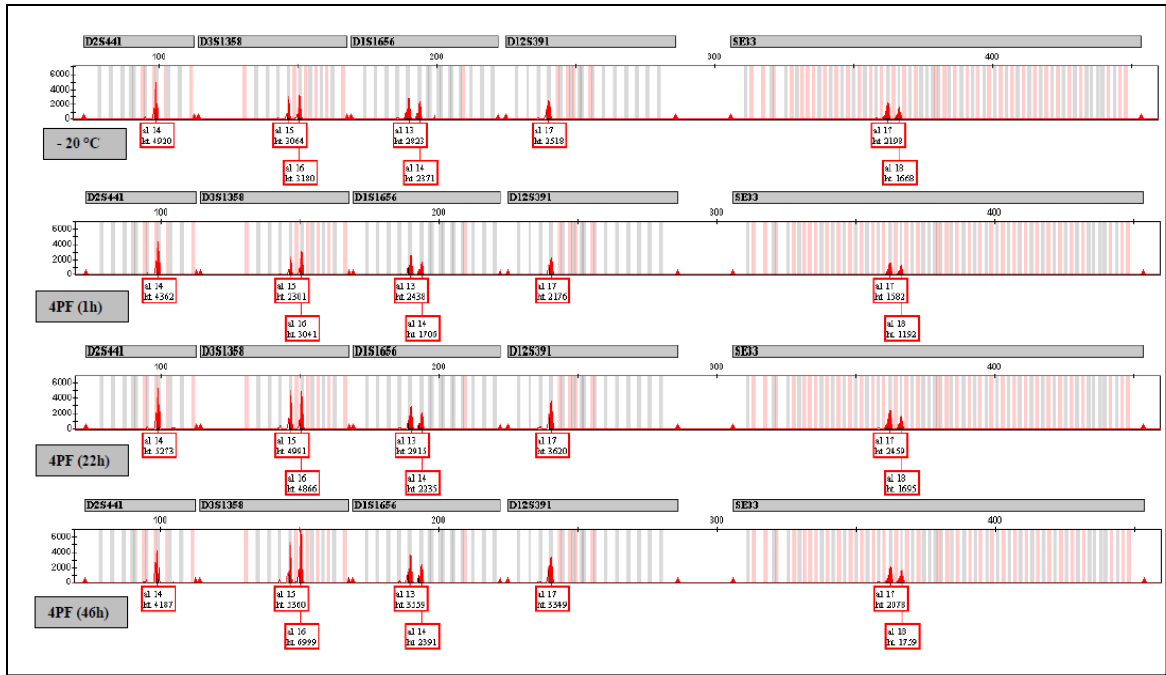 D2S441 D3S1358 D1S1656 D12S391 SE33
100 200 300 400
6000
4000
2000
0
- 20 °C
al 14 al 15 al 13 al 17 al 17
ht 4920 ht 3064 ht 2823 ht 2518 ht 2198
al 16 al 14 al 18
ht 3180 ht 2371 ht 1668
D2S441 D3S1358 D1S1656 D12S391 SE33
100 200 300 400
6000
4000
2000
0
4PF (1h)
al 14 al 15 al 13 al 17 al 17
ht 4362 ht 2301 ht 2438 ht 2176 ht 1582
al 16 al 14 al 18
ht 3041 ht 1192
D2S441 D3S1358 D1S1656 D12S391 SE33
100 200 300 400
6000
4000
2000
0
4PF (22h)
al 14 al 15 al 13 al 17 al 17
ht 5273 ht 4991 ht 2915 ht 3620 ht 2459
al 16 al 14 al 18
ht 4866 ht 2235 ht 1695
D2S441 D3S1358 D1S1656 D12S391 SE33
100 200 300 400
6000
4000
2000
0
4PF (46h)
al 14 al 15 al 13 al 17 al 17
ht 4187 ht 5360 ht 3559 ht 3349 ht 2078
al 16 al 14 al 18
ht 6999 ht 2391 ht 1759